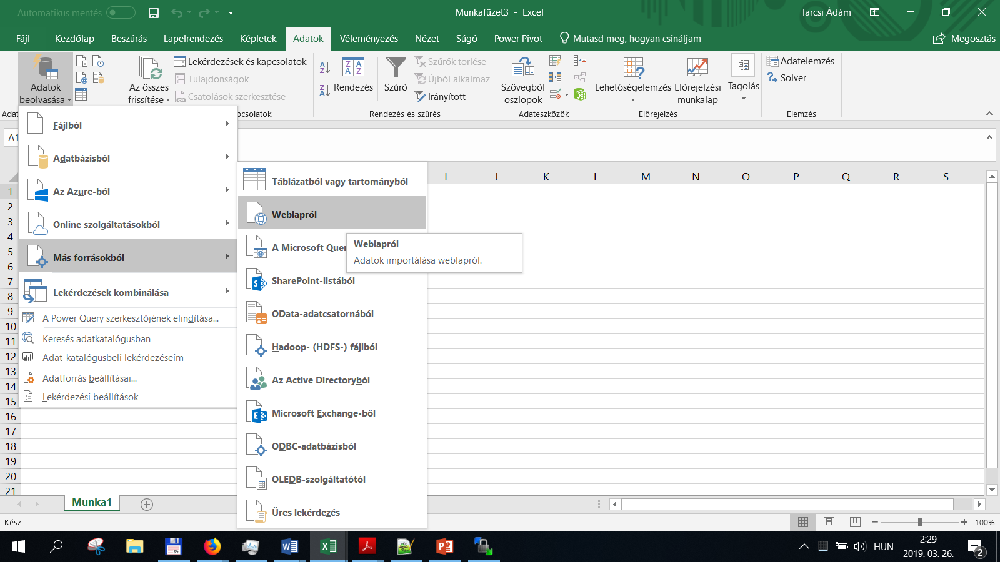 Automatikus mentés
Munkafüzet3 - Excel
Tarcsi Ádám
Fájl Kezdőlap Beszúrás Lapelrendezés Képletek Adatok Véleményezés Nézet Súgó Power Pivot Mutasd meg, hogyan csináljam Megosztás
Adatok
beolvasása
Az összes
frissítése
Lekérdezések és kapcsolatok
Tulajdonságok
Csatolások szerkesztése
Rendezés
Szűrő
Szűrők törlése
Újból alkalmaz
Irányított
Szövegből
oszlopok
Lehetőségelemzés
Előrejelzési
munkalap
Tagolás
Adatelemzés
Solver
Adat
csolatok
Rendezés és szűrés
Adateszközök
Előrejelzés
Elemzés
A1
Fájlból
Adatbázisból
Az Azure-ból
Online szolgáltatásokból
Más forrásokból
Lekérdezések kombinálása
A Power Query szerkesztőjének elindítása...
Keresés adatkatalógusban
Adat-katalógusbeli lekérdezéseim
Adatforrás beállításai...
Lekérdezési beállítások
Táblázatból vagy tartományból
Weblapról
A Microsoft Quer
SharePoint-listából
OData-adatcsatornából
Hadoop- (HDFS-) fájlból
Az Active Directoryból
Microsoft Exchange-ből
ODBC-adatbázisból
OLEDB-szolgáltatótól
Üres lekérdezés
Weblapról
Adatok importálása weblapról.
I J K L M N O P Q R S
1
2
3
4
5
6
7
8
9
10
11
12
13
14
15
16
17
18
19
20
21
Munka1
Kész
100%
HUN
2:29
2019. 03. 26.
2